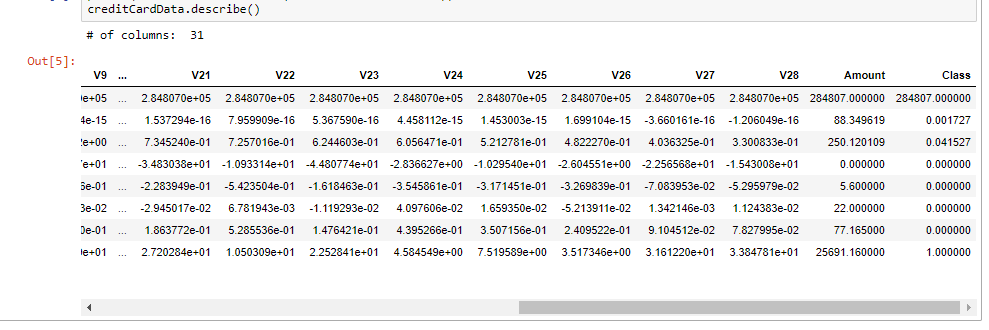 creditCardData.describe()
# of columns:  31
Out[5]:
V9 ... V21 V22 V23 V24 V25 V26 V27 V28 Amount Class
e+05 ... 2.848070e+05 2.848070e+05 2.848070e+05 2.848070e+05 2.848070e+05 2.848070e+05 2.848070e+05 2.848070e+05 284807.000000 284807.000000
4e-15 ... 1.537294e-16 7.959909e-16 5.367590e-16 4.458112e-15 1.453003e-15 1.699104e-15 -3.660161e-16 -1.206049e-16 88.349619 0.001727
e+00 ... 7.345240e-01 7.257016e-01 6.244603e-01 6.056471e-01 5.212781e-01 4.822270e-01 4.036325e-01 3.300833e-01 250.120109 0.041527
e+01 ... -3.483038e+01 -1.093314e+01 -4.480774e+01 -2.836627e+00 -1.029540e+01 -2.604551e+00 -2.256568e+01 -1.543008e+01 0.000000 0.000000
6e-01 ... -2.283949e-01 -5.423504e-01 -1.618463e-01 -3.545861e-01 -3.171451e-01 -3.269839e-01 -7.083953e-02 -5.295979e-02 5.600000 0.000000
3e-02 ... -2.945017e-02 6.781943e-03 -1.119293e-02 4.097606e-02 1.659350e-02 -5.213911e-02 1.342146e-03 1.124383e-02 22.000000 0.000000
0e-01 ... 1.863772e-01 5.285536e-01 1.476421e-01 4.395266e-01 3.507156e-01 2.409522e-01 9.104512e-02 7.827995e-02 77.165000 0.000000
e+01 ... 2.720284e+01 1.050309e+01 2.252841e+01 4.584549e+00 7.519589e+00 3.517346e+00 3.161220e+01 3.384781e+01 25691.160000 1.000000